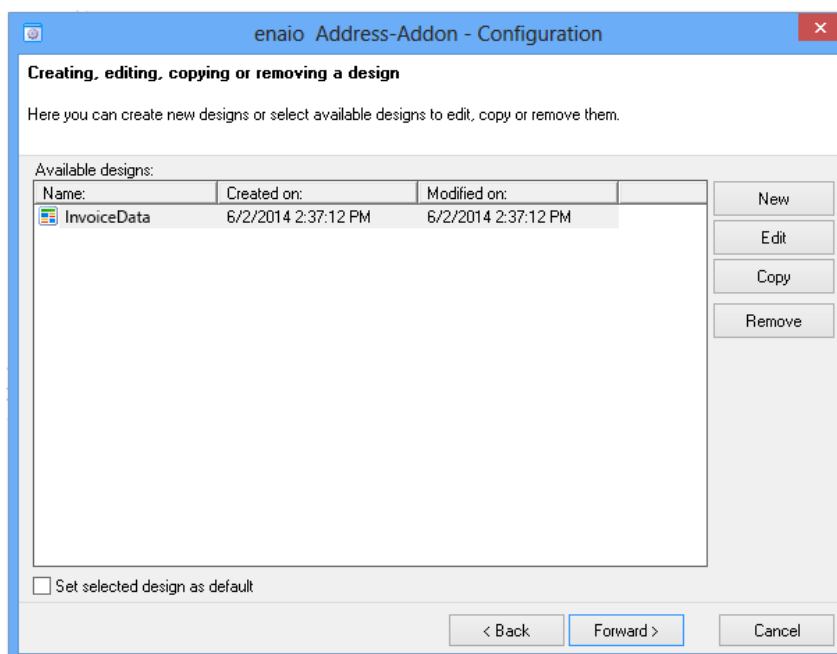 enaio Address-Addon - Configuration
Creating, editing, copying or removing a design
Here you can create new designs or select available designs to edit, copy or remove them.
Available designs:
Name: Created on: Modified on:
InvoiceData 6/2/2014 2:37:12 PM 6/2/2014 2:37:12 PM
New
Edit
Copy
Remove
Set selected design as default
< Back Forward > Cancel